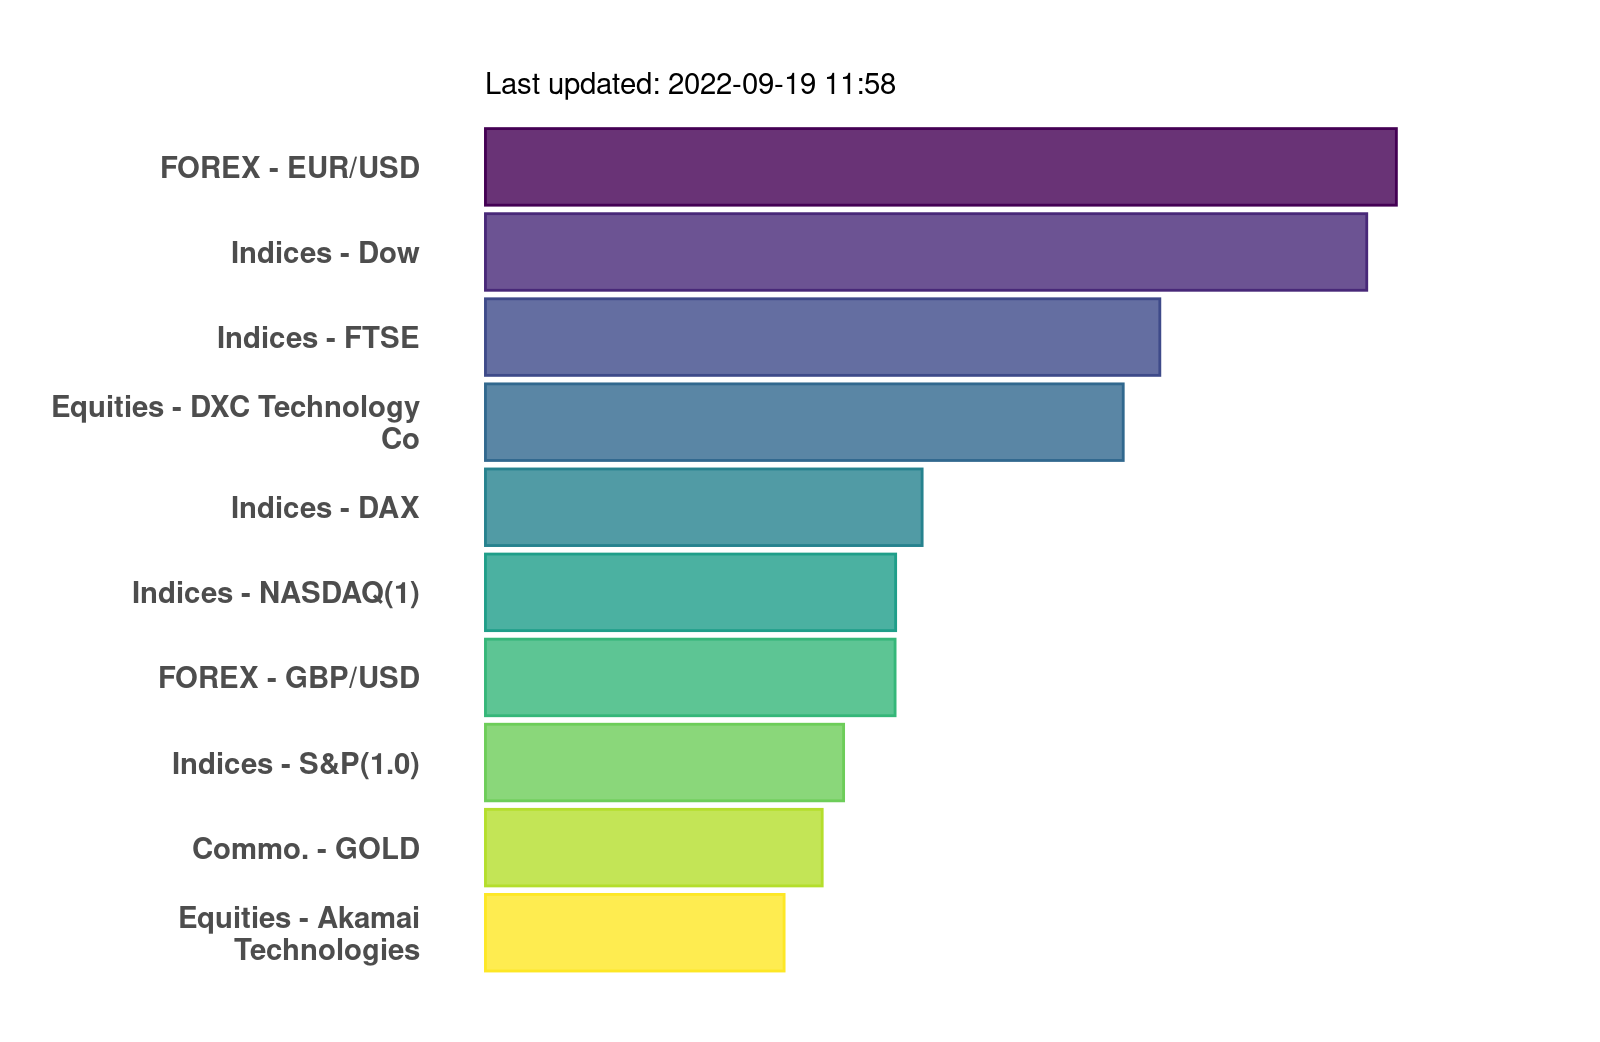 Last updated: 2022-09-19 11:58
FOREX - EUR/USD
Indices - Dow
Indices - FTSE
Equities - DXC Technology
Co
Indices - DAX
Indices - NASDAQ(1)
FOREX - GBP/USD
Indices - S&P(1.0)
Commo. - GOLD
Equities - Akamai
Technologies